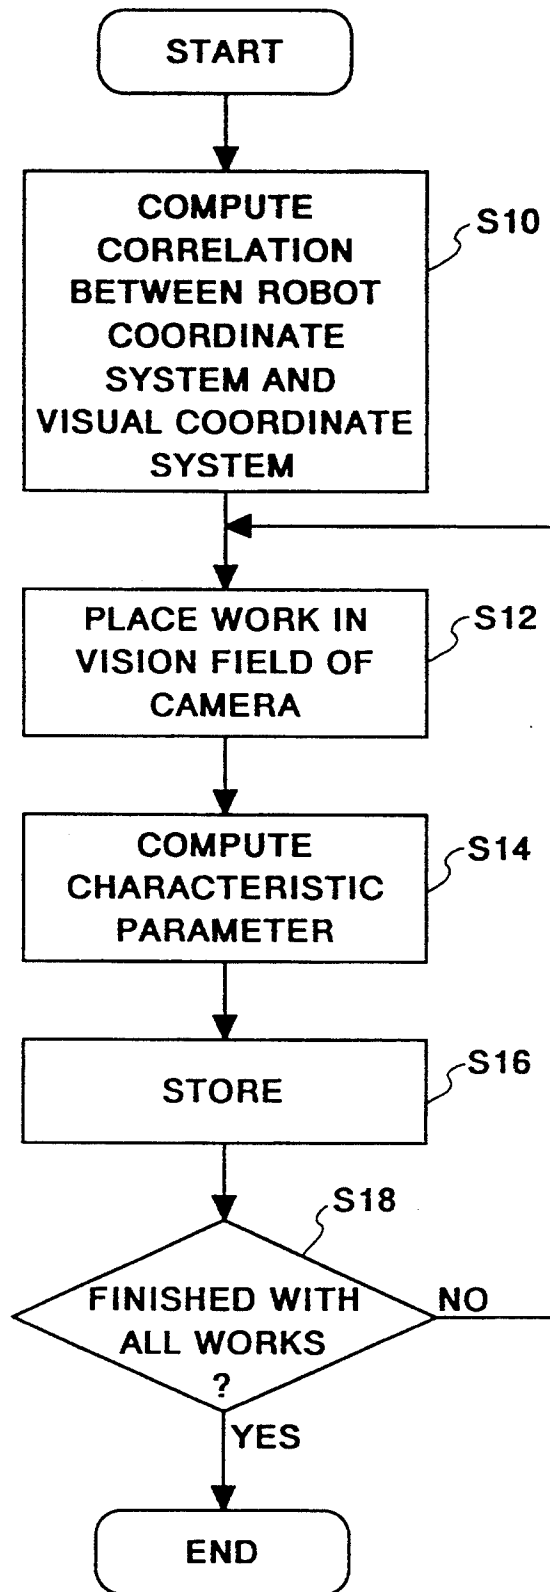 START
COMPUTE
CORRELATION
BETWEEN ROBOT
COORDINATE
SYSTEM AND
VISUAL COORDINATE
SYSTEM
S10
PLACE WORK IN
VISION FIELD OF
CAMERA
S12
COMPUTE
CHARACTERISTIC
PARAMETER
S14
STORE
S16
S18
FINISHED WITH
ALL WORKS
?
NO
YES
END